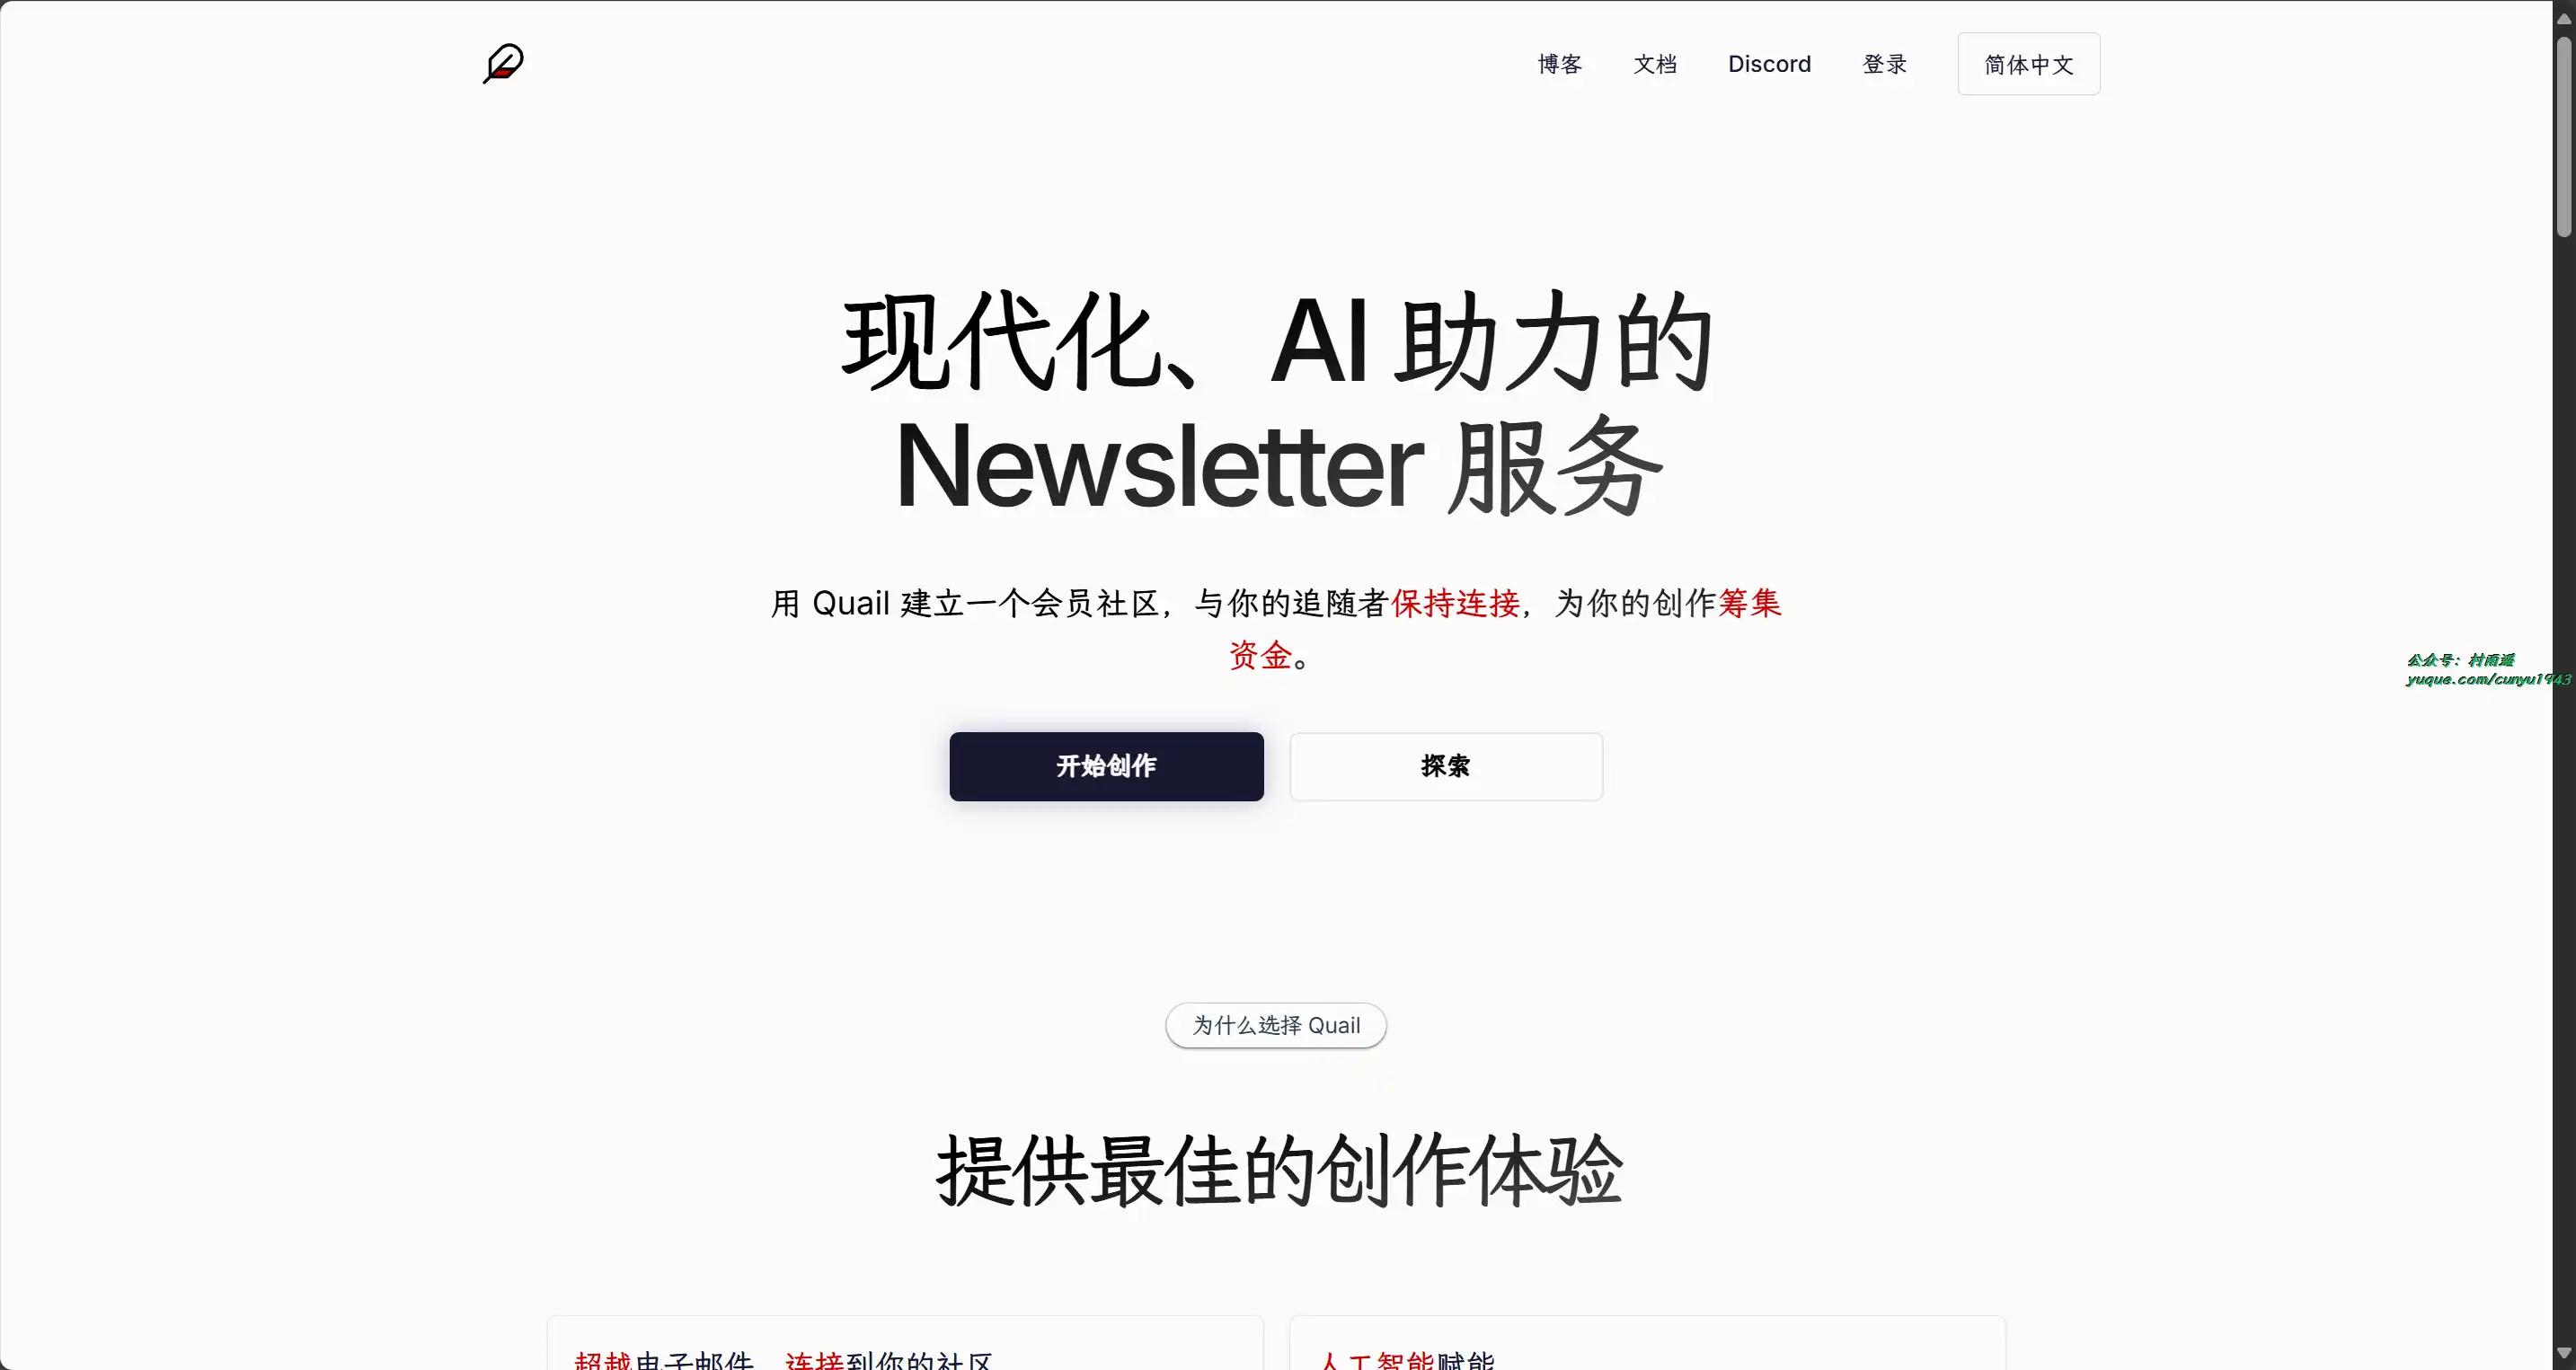 博客
文档
Discord
登录
简体中文
现代化、AI 助力的
Newsletter 服务
用 Quail 建立一个会员社区，与你的追随者保持连接，为你的创作筹集
资金。
开始创作
探索
公众号：村雨遥
yuque.com/cunyu1943
为什么选择 Quail
提供最佳的创作体验
超越电子邮件，连接到你的社区
人工智能赋能